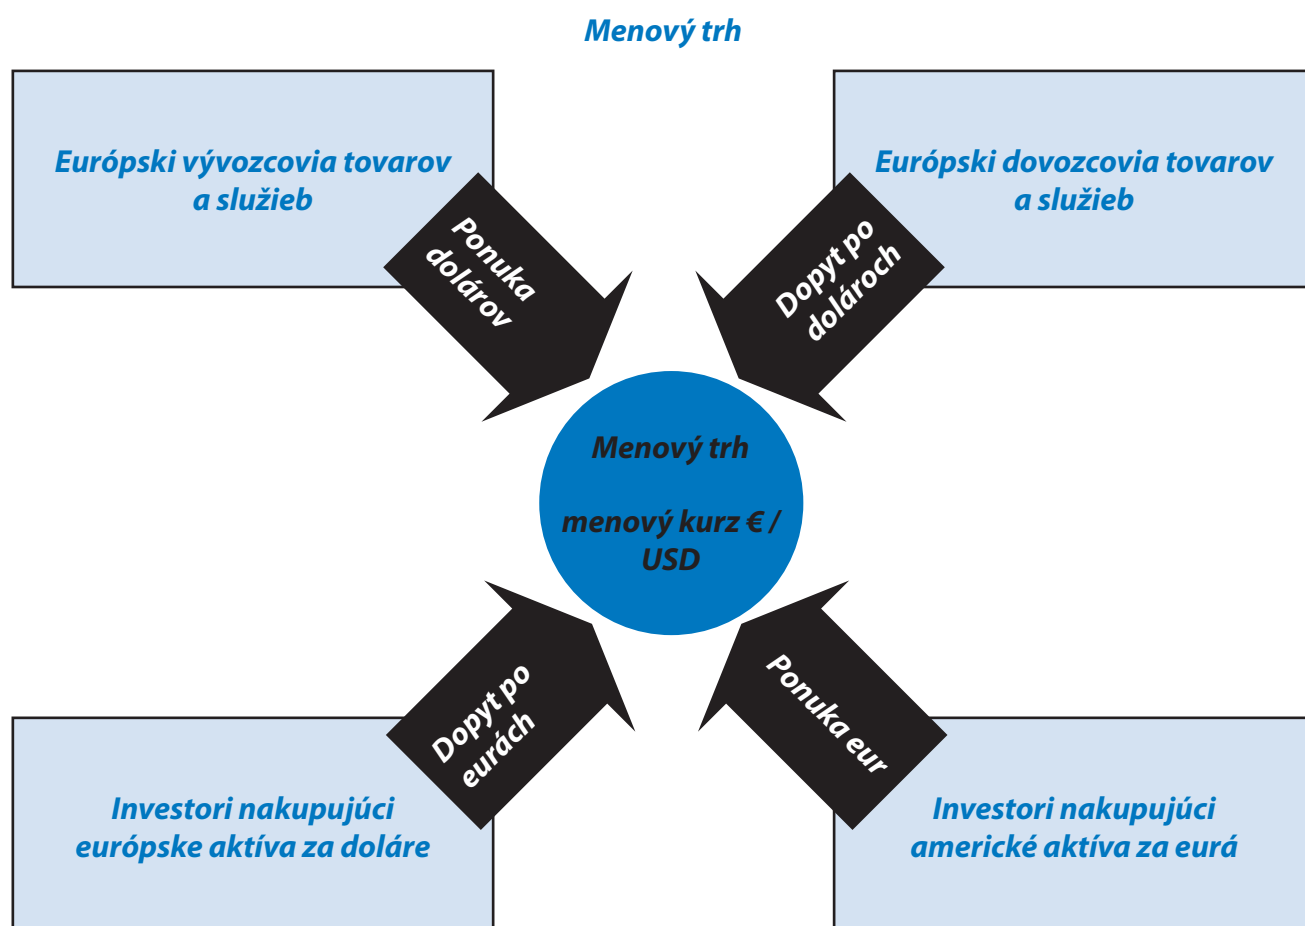 Menový trh
Európski vývozcovia tovarov
a služieb
Európski dovozcovia tovarov
a služieb
Ponuka
dolárov
Dopyt po
dolároch
Menový trh
menový kurz € /
USD
Dopyt po
eurách
Ponuka eur
Investori nakupujúci
európske aktíva za doláre
Investori nakupujúci
americké aktíva za eurá